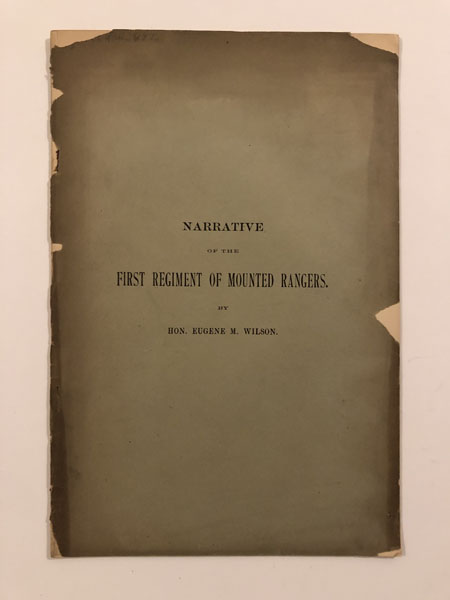 NARRATIVE
OF THE
FIRST REGIMENT OF MOUNTED RANGERS.
BY
HON. EUGENE M. WILSON.